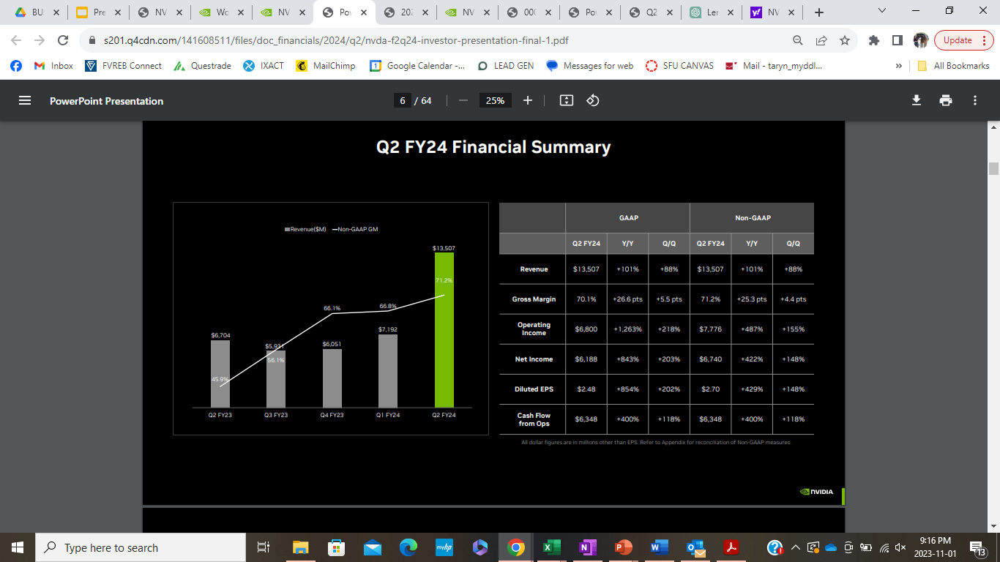 BU
Pre
NV
Wo
NV
Po
202
NV
000
Po
Q2
Ler
NV
s201.q4cdn.com/141608511/files/doc_financials/2024/q2/nvda-f2q24-investor-presentation-final-1.pdf
Update
Inbox
FVREB Connect
Questrade
IXACT
MailChimp
Google Calendar -...
LEAD GEN
Messages for web
SFU CANVAS
Mail - taryn_myddl...
»
All Bookmarks
PowerPoint Presentation
6 / 64
25%
Q2 FY24 Financial Summary
Revenue($M) Non-GAAP GM
$13,507
71.2%
66.1%
66.8%
$7,192
$6,704
$5,931
$6,051
56.1%
45.9%
Q2 FY23 Q3 FY23 Q4 FY23 Q1 FY24 Q2 FY24
GAAP Non-GAAP
Q2 FY24 Y/Y Q/Q Q2 FY24 Y/Y Q/Q
Revenue $13,507 +101% +88% $13,507 +101% +88%
Gross Margin 70.1% +26.6 pts +5.5 pts 71.2% +25.3 pts +4.4 pts
Operating
Income $6,800 +1,263% +218% $7,776 +487% +155%
Net Income $6,188 +843% +203% $6,740 +422% +148%
Diluted EPS $2.48 +854% +202% $2.70 +429% +148%
Cash Flow
from Ops $6,348 +400% +118% $6,348 +400% +118%
All dollar figures are in millions other than EPS. Refer to Appendix for reconciliation of Non-GAAP measures.
NVIDIA
Type here to search
myhp
9:16 PM
2023-11-01
13